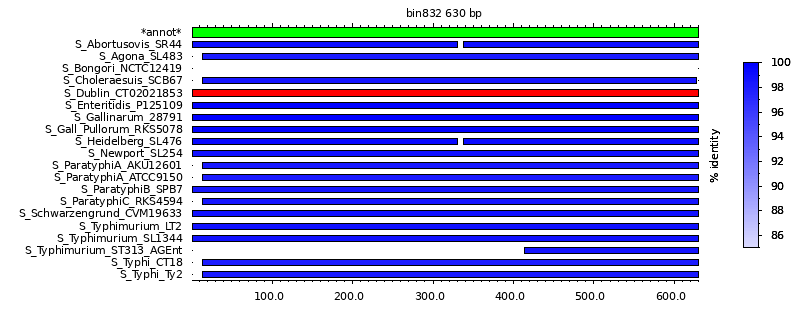 bin832 630 bp
*annot*
S_Abortusovis_SR44
S_Agona_SL483
S_Bongori_NCTC12419
S_Choleraesuis_SCB67
S_Dublin_CT02021853
S_Enteritidis_P125109
S_Gallinarum_28791
S_Gall_Pullorum_RKS5078
S_Heidelberg_SL476
S_Newport_SL254
S_ParatyphiA_AKU12601
S_ParatyphiA_ATCC9150
S_ParatyphiB_SPB7
S_ParatyphiC_RKS4594
S_Schwarzengrund_CVM19633
S_Typhimurium_LT2
S_Typhimurium_SL1344
S_Typhimurium_ST313_AGEnt
S_Typhi_CT18
S_Typhi_Ty2
100.0 200.0 300.0 400.0 500.0 600.0
% identity
100
98
96
94
92
90
88
86